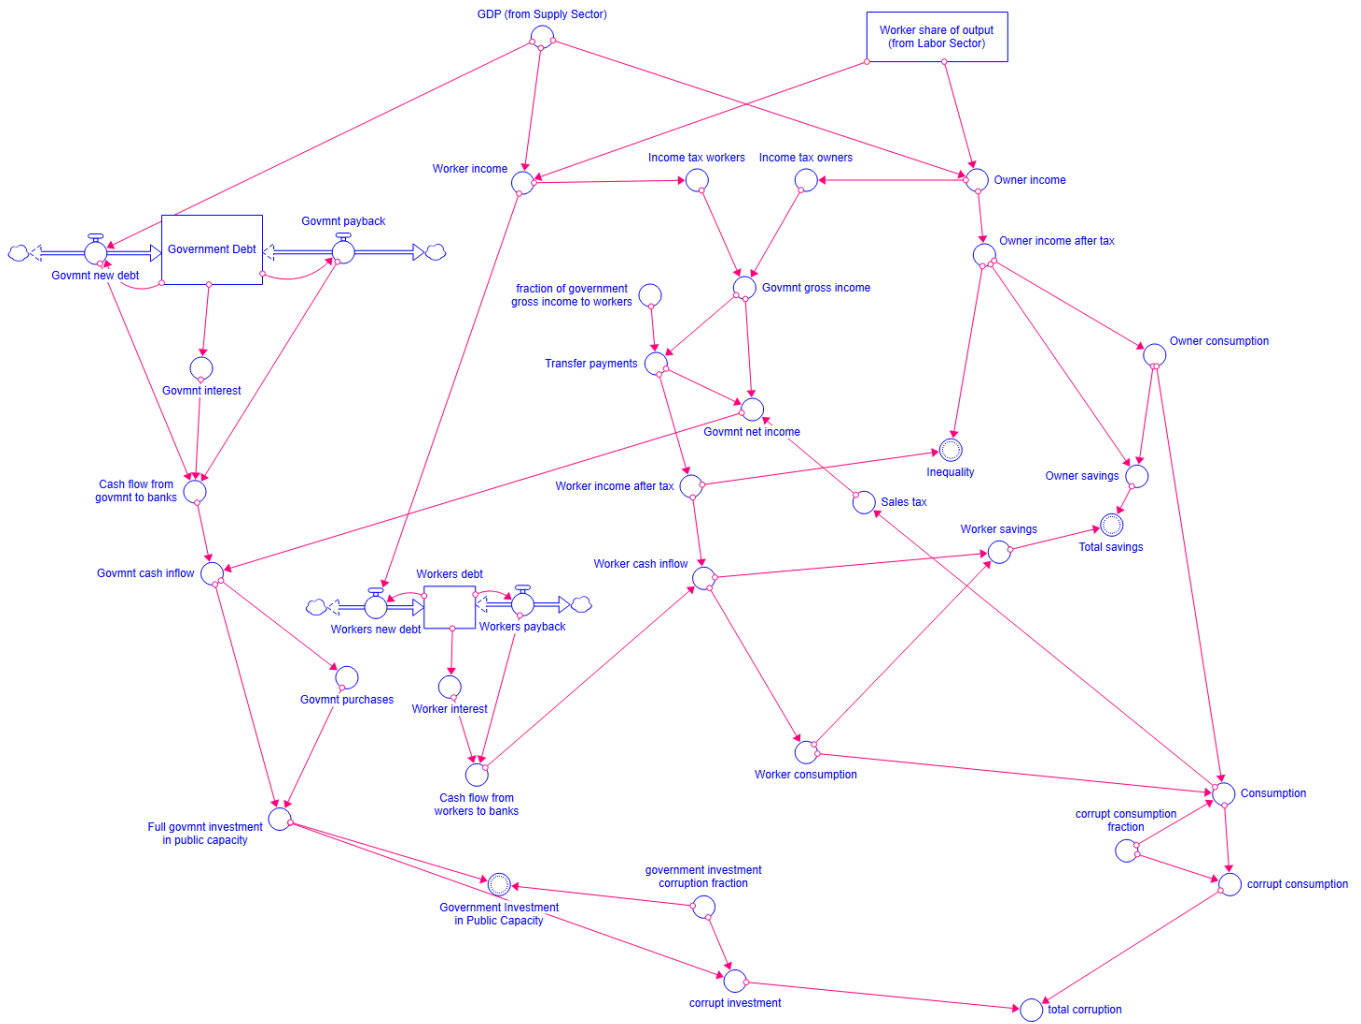 GDP (from Supply Sector)
Worker share of output
(from Labor Sector)
Worker income
Income tax workers
Income tax owners
Owner income
Govmnt payback
Government Debt
Owner income after tax
Govmnt new debt
fraction of government
gross income to workers
Govmnt gross income
Owner consumption
Transfer payments
Govmnt interest
Govmnt net income
Inequality
Owner savings
Cash flow from
govmnt to banks
Worker income after tax
Sales tax
Worker savings
Total savings
Govmnt cash inflow
Workers debt
Worker cash inflow
Workers new debt
Workers payback
Govmnt purchases
Worker interest
Worker consumption
Consumption
Cash flow from
workers to banks
Full govmnt investment
in public capacity
corrupt consumption
fraction
government investment
corruption fraction
corrupt consumption
Government Investment
in Public Capacity
corrupt investment
total corruption